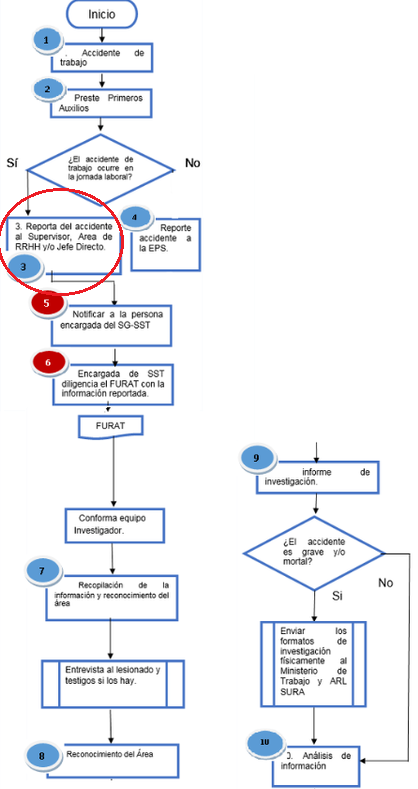 Inicio
1
. Accidente de
trabajo
2
Preste Primeros
Auxilios
¿El accidente de
trabajo ocurre en
la jornada laboral?
Sí
No
3. Reporta del accidente
al Supervisor, Area de
RRHH y/o Jefe Directo.
3
4
Reporte
accidente a
la EPS.
5
Notificar a la persona
encargada del SG-SST
6
Encargada de SST
diligencia el FURAT con la
información reportada.
FURAT
Conforma equipo
Investigador.
7
Recopilación de la
información y reconocimiento del
área
Entrevista al lesionado y
testigos si los hay.
8
Reconocimiento del Área
9
informe de
investigación.
¿El accidente
es grave y/o
mortal?
No
Si
Enviar los
formatos de
investigación
físicamente al
Ministerio de
Trabajo y ARL
SURA
10
0. Análisis de
información